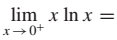 lim x ln x =
x→0⁺